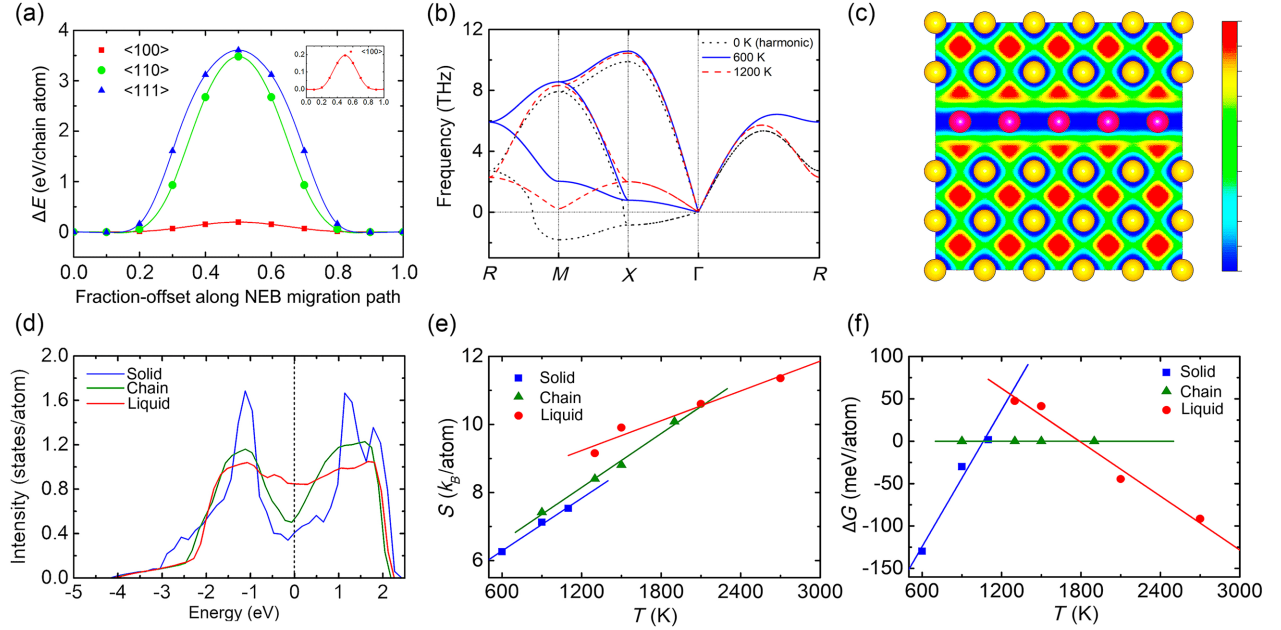 (a)
ΔE (eV/chain atom)
4
3
2
1
0
<100>
<110>
<111>
<100>
0.2
0.1
0.0
0.0 0.2 0.4 0.6 0.8 1.0
0.0 0.2 0.4 0.6 0.8 1.0
Fraction-offset along NEB migration path
(b)
Frequency (THz)
12
8
4
0
0 K (harmonic)
600 K
1200 K
R M X Γ R
(c)
(d)
Intensity (states/atom)
2.0
1.6
1.2
0.8
0.4
0.0
Solid
Chain
Liquid
-5 -4 -3 -2 -1 0 1 2
Energy (eV)
(e)
S (k_B/atom)
12
10
8
6
Solid
Chain
Liquid
600 1200 1800 2400 3000
T (K)
(f)
ΔG (meV/atom)
100
50
0
-50
-100
-150
Solid
Chain
Liquid
600 1200 1800 2400 3000
T (K)